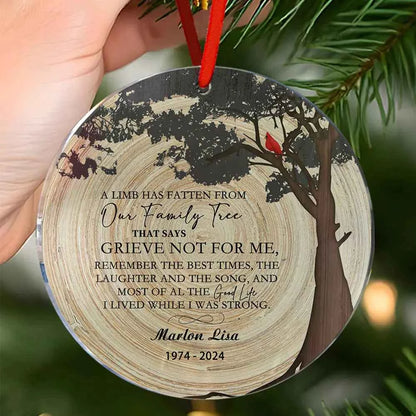 A LIMB HAS FATTEN FROM
Our Family Tree
THAT SAYS
GRIEVE NOT FOR ME,
REMEMBER THE BEST TIMES, THE
LAUGHTER AND THE SONG, AND
MOST OF AL THE Good Life
I LIVED WHILE I WAS STRONG.
Marlon Lisa
1974 - 2024